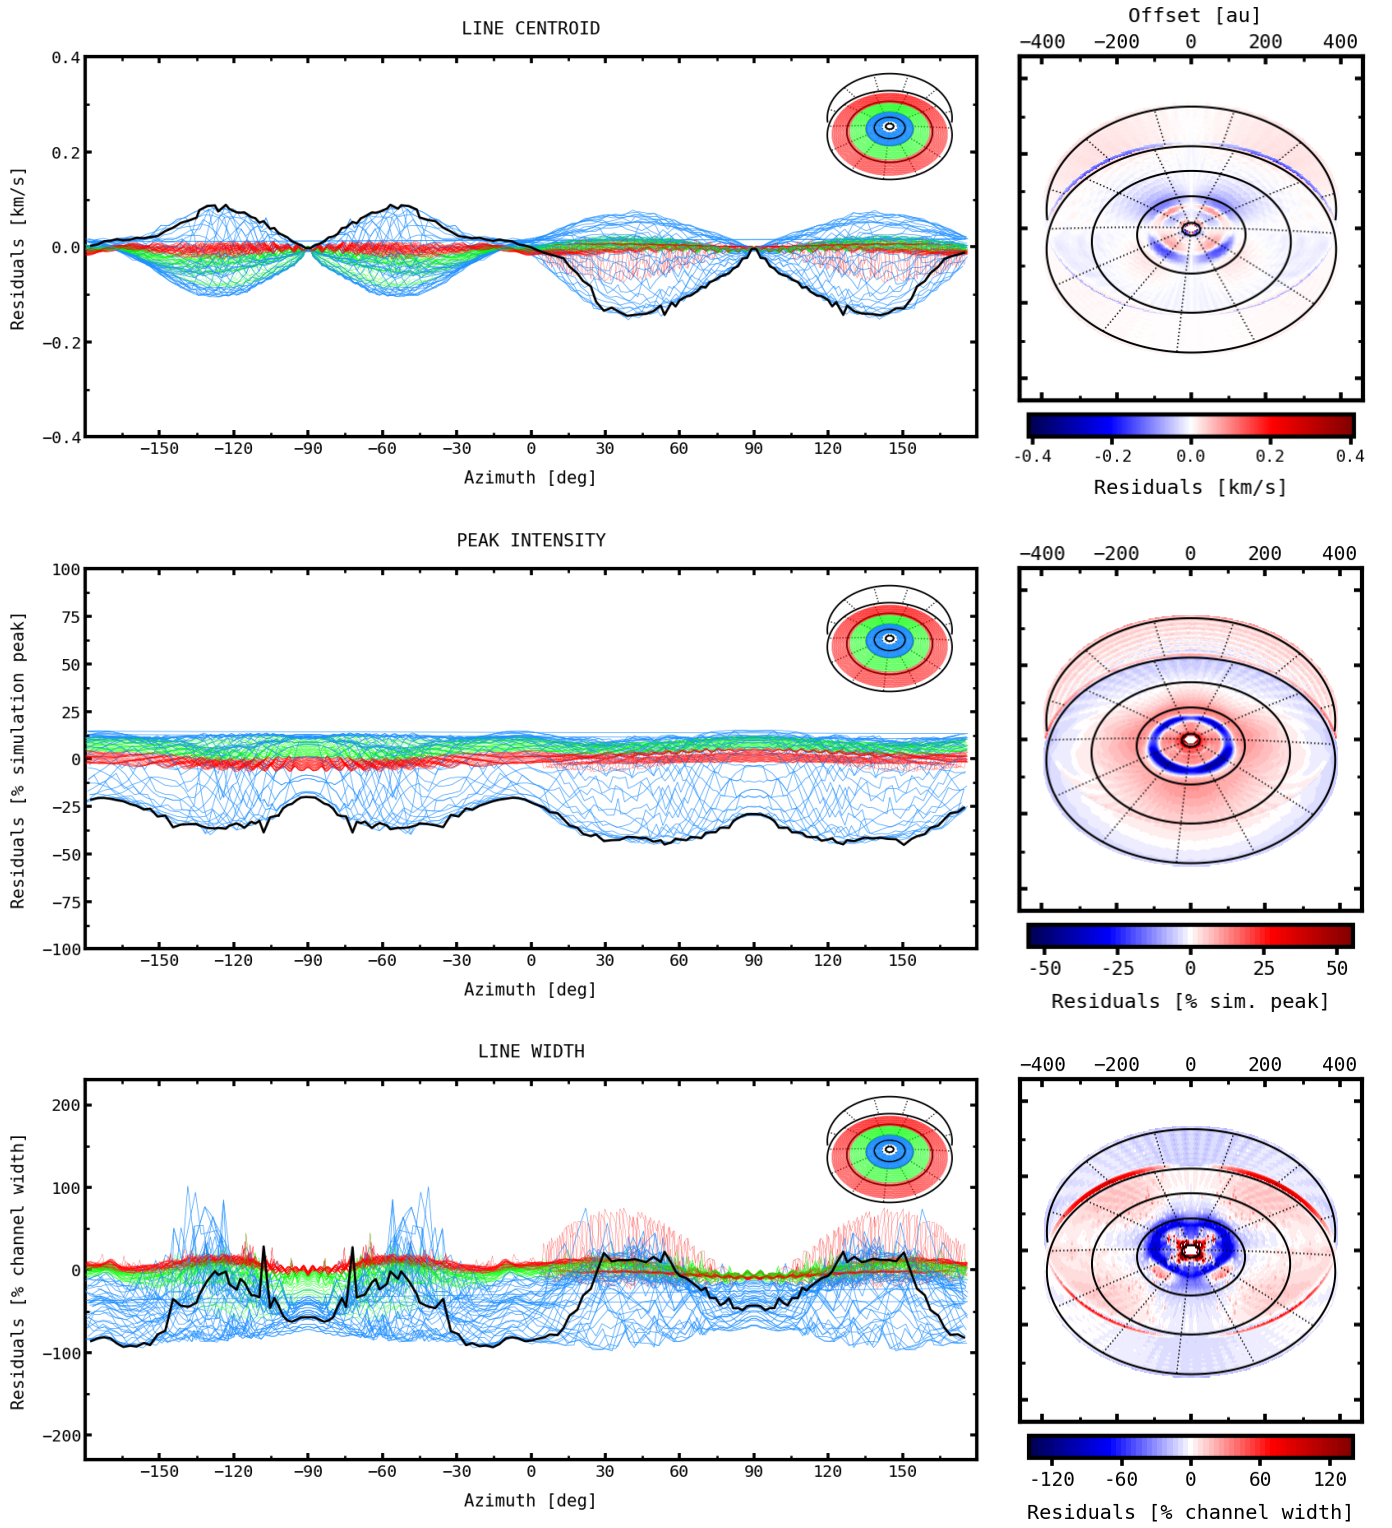 LINE CENTROID
Residuals [km/s]
0.4
0.2
0.0
−0.2
−0.4
−150 −120 −90 −60 −30 0 30 60 90 120 150
Azimuth [deg]
Offset [au]
−400 −200 0 200 400
-0.4 -0.2 0.0 0.2 0.4
Residuals [km/s]
PEAK INTENSITY
Residuals [% simulation peak]
100
75
50
25
0
−25
−50
−75
−100
−150 −120 −90 −60 −30 0 30 60 90 120 150
Azimuth [deg]
−400 −200 0 200 400
-50 -25 0 25 50
Residuals [% sim. peak]
LINE WIDTH
Residuals [% channel width]
200
100
0
−100
−200
−150 −120 −90 −60 −30 0 30 60 90 120 150
Azimuth [deg]
−400 −200 0 200 400
-120 -60 0 60 120
Residuals [% channel width]